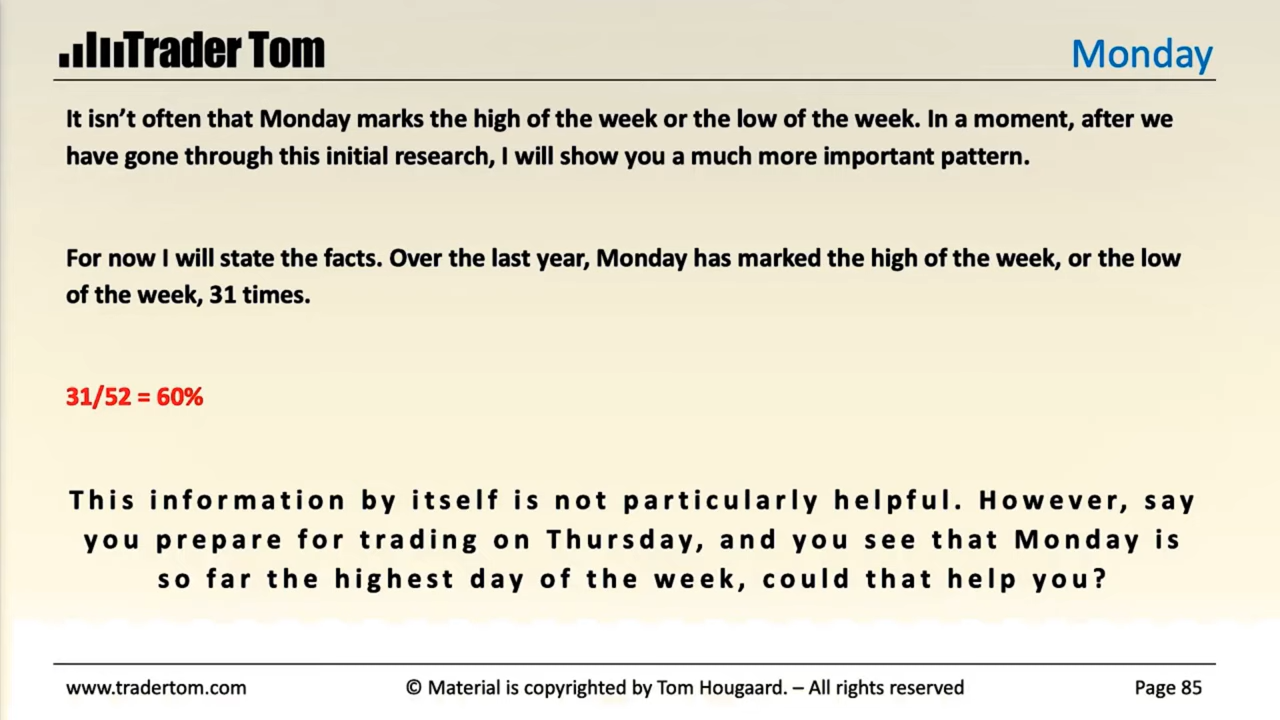 Trader Tom
Monday
It isn’t often that Monday marks the high of the week or the low of the week. In a moment, after we
have gone through this initial research, I will show you a much more important pattern.
For now I will state the facts. Over the last year, Monday has marked the high of the week, or the low
of the week, 31 times.
31/52 = 60%
This information by itself is not particularly helpful. However, say
you prepare for trading on Thursday, and you see that Monday is
so far the highest day of the week, could that help you?
www.tradertom.com
© Material is copyrighted by Tom Hougaard. – All rights reserved
Page 85